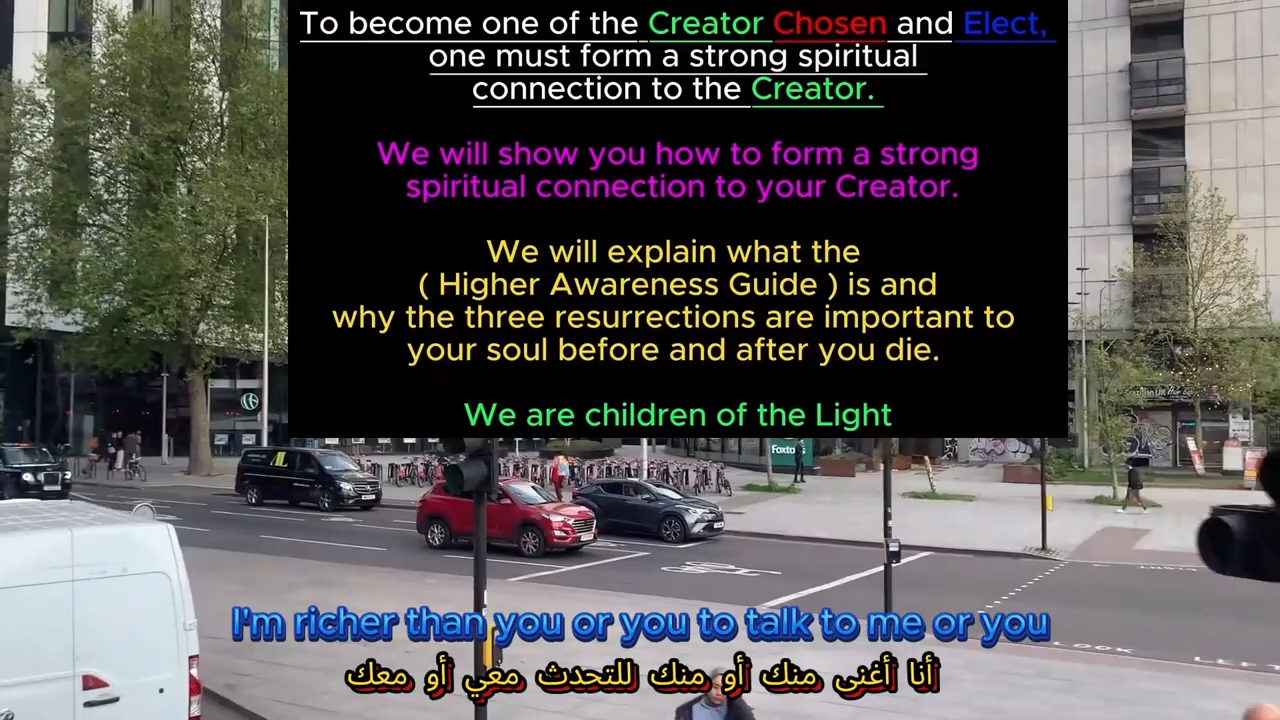 To become one of the Creator Chosen and Elect,
one must form a strong spiritual
connection to the Creator.
We will show you how to form a strong
spiritual connection to your Creator.
We will explain what the
( Higher Awareness Guide ) is and
why the three resurrections are important to
your soul before and after you die.
We are children of the Light
Foxtons
I'm richer than you or you to talk to me or you
LOOK
أنا أغنى منك أو منك للتحدث معي أو معك